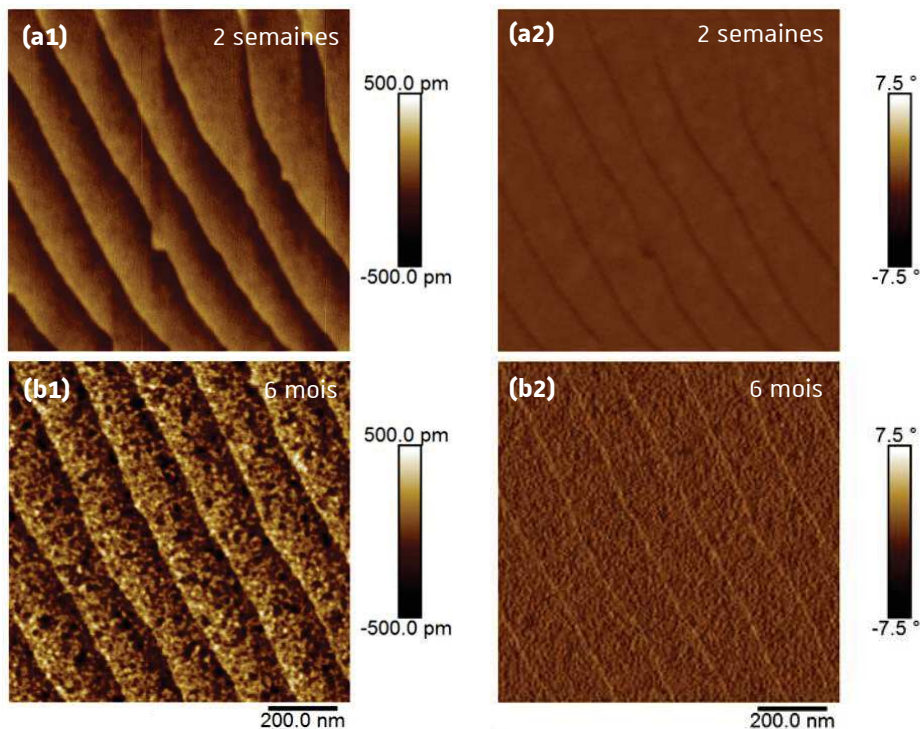 (a1) 2 semaines
500.0 pm
-500.0 pm
(a2) 2 semaines
7.5 °
-7.5 °
(b1) 6 mois
500.0 pm
-500.0 pm
200.0 nm
(b2) 6 mois
7.5 °
-7.5 °
200.0 nm